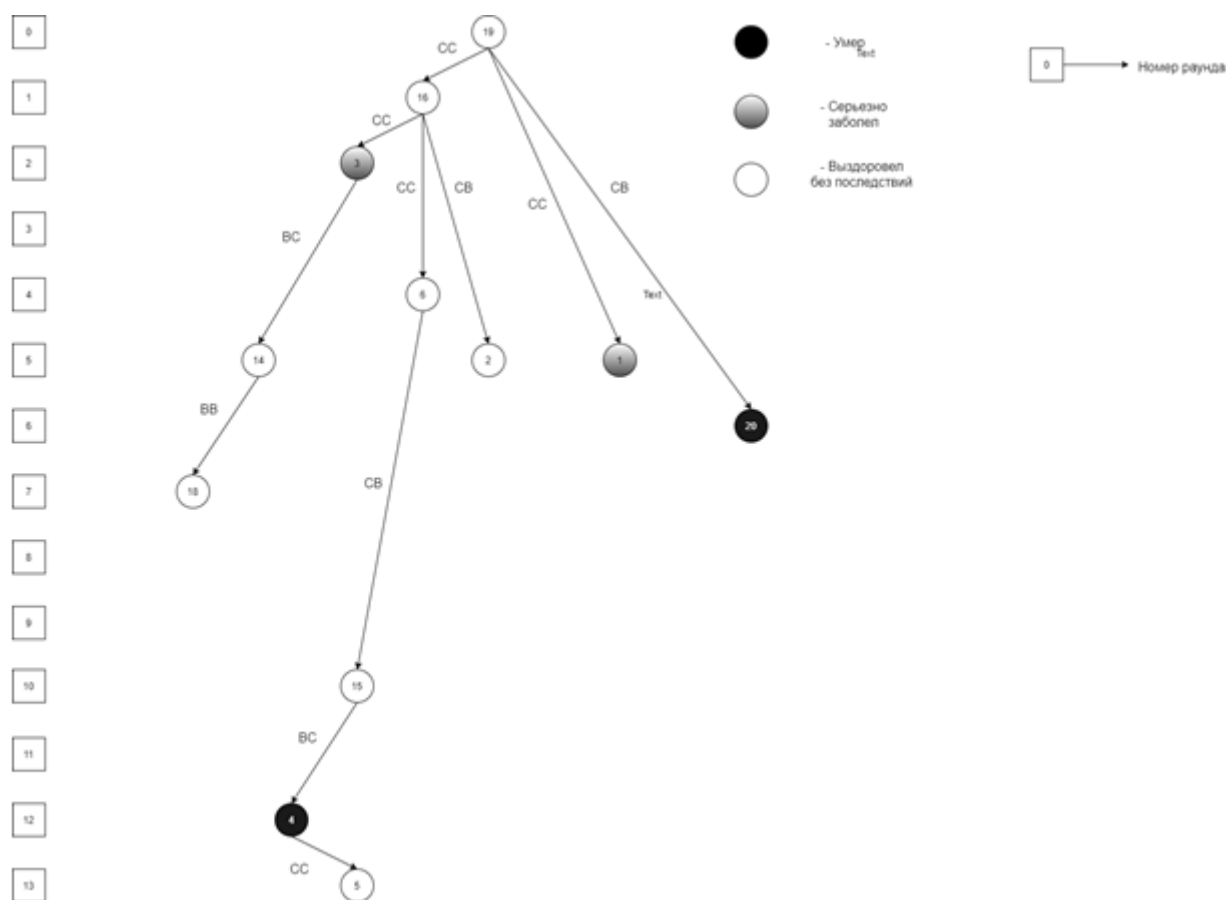 0
19
- Умер
Text
0
Номер раунда
CC
1
16
- Серьезно
заболел
CC
2
3
- Выздоровел
без последствий
CC
CB
CC
CB
3
BC
4
6
Text
5
14
2
1
BB
6
20
7
18
CB
8
9
10
15
BC
11
12
4
CC
13
5